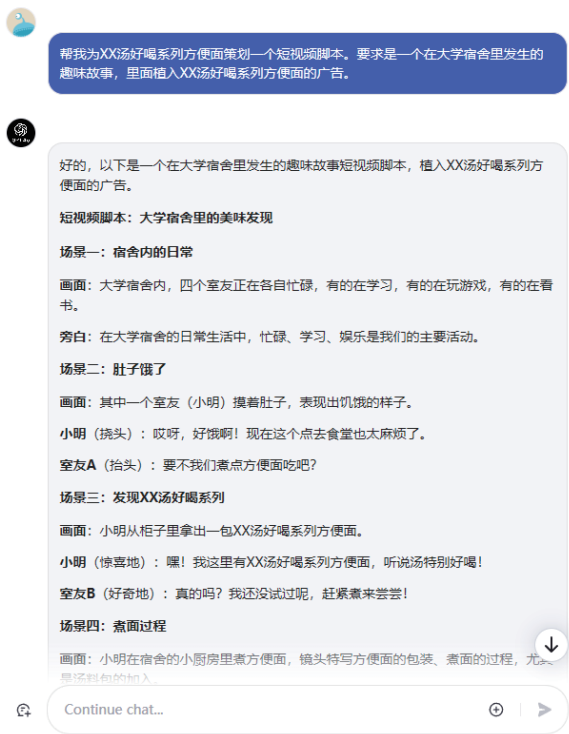 帮我为XX汤好喝系列方便面策划一个短视频脚本。要求是一个在大学宿舍里发生的
趣味故事，里面植入XX汤好喝系列方便面的广告。
好的，以下是一个在大学宿舍里发生的趣味故事短视频脚本，植入XX汤好喝系列方
便面的广告。
短视频脚本：大学宿舍里的美味发现
场景一：宿舍内的日常
画面：大学宿舍内，四个室友正在各自忙碌，有的在学习，有的在玩游戏，有的在看
书。
旁白：在大学宿舍的日常生活中，忙碌、学习、娱乐是我们的主要活动。
场景二：肚子饿了
画面：其中一个室友（小明）摸着肚子，表现出饥饿的样子。
小明（挠头）：哎呀，好饿啊！现在这个点去食堂也太麻烦了。
室友A（抬头）：要不我们煮点方便面吃吧？
场景三：发现XX汤好喝系列
画面：小明从柜子里拿出一包XX汤好喝系列方便面。
小明（惊喜地）：嘿！我这里有XX汤好喝系列方便面，听说汤特别好喝！
室友B（好奇地）：真的吗？我还没试过呢，赶紧煮来尝尝！
场景四：煮面过程
画面：小明在宿舍的小厨房里煮方便面，镜头特写方便面的包装、煮面的过程，尤其
是汤料包的加入。
Continue chat...